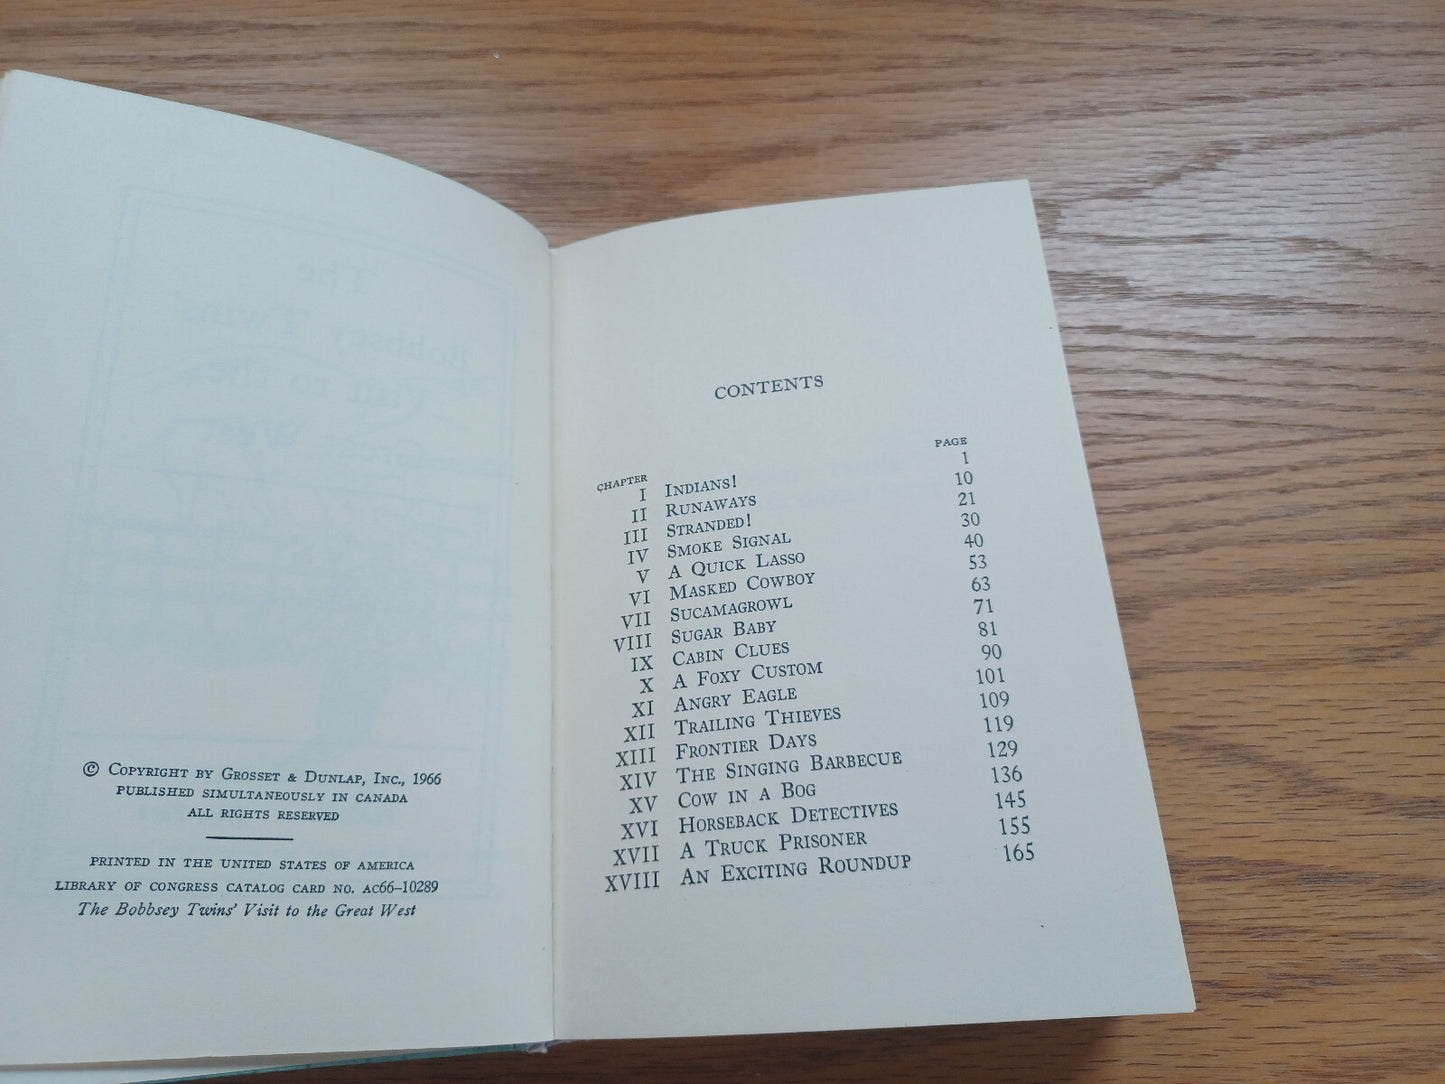 © Copyright by Grosset & Dunlap, Inc., 1966
PUBLISHED SIMULTANEOUSLY IN CANADA
ALL RIGHTS RESERVED
PRINTED IN THE UNITED STATES OF AMERICA
LIBRARY OF CONGRESS CATALOG CARD NO. AC66-10289
The Bobbsey Twins' Visit to the Great West
CONTENTS
CHAPTER PAGE
I Indians! 1
II Runaways 10
III Stranded! 21
IV Smoke Signal 30
V A Quick Lasso 40
VI Masked Cowboy 53
VII Sucamagrowl 63
VIII Sugar Baby 71
IX Cabin Clues 81
X A Foxy Custom 90
XI Angry Eagle 101
XII Trailing Thieves 109
XIII Frontier Days 119
XIV The Singing Barbecue 129
XV Cow in a Bog 136
XVI Horseback Detectives 145
XVII A Truck Prisoner 155
XVIII An Exciting Roundup 165